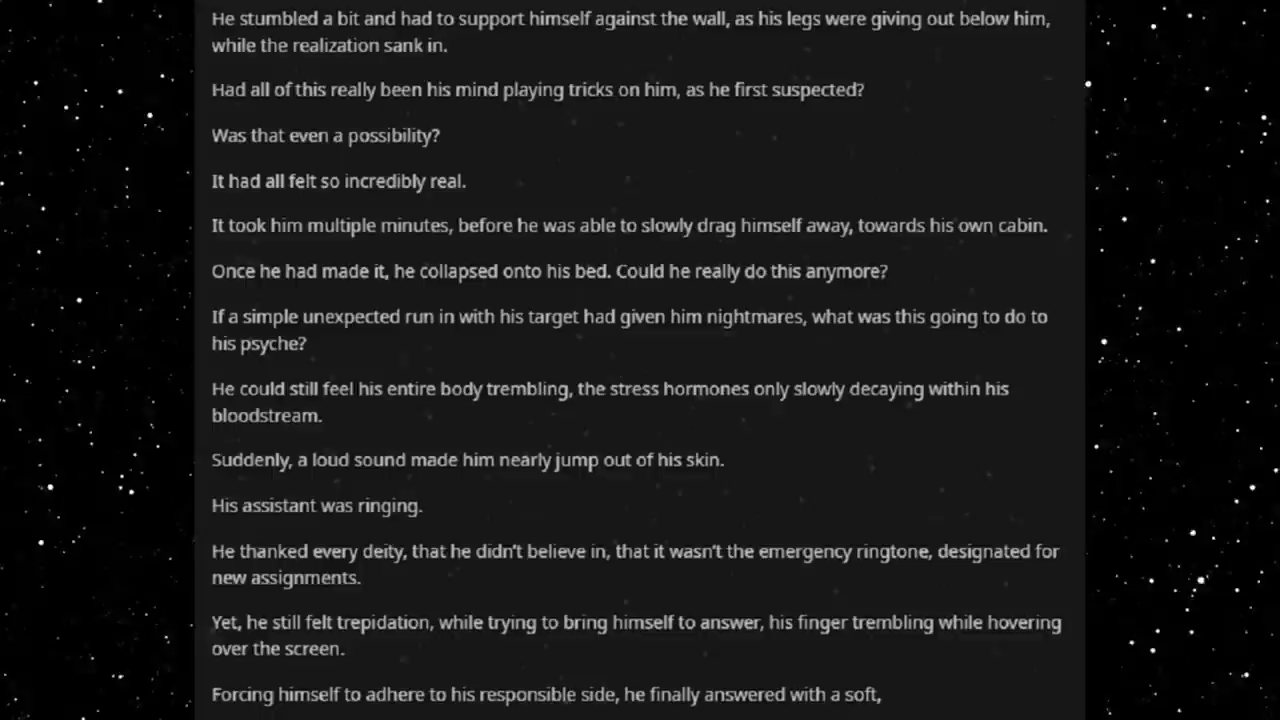 He stumbled a bit and had to support himself against the wall, as his legs were giving out below him,
while the realization sank in.
Had all of this really been his mind playing tricks on him, as he first suspected?
Was that even a possibility?
It had all felt so incredibly real.
It took him multiple minutes, before he was able to slowly drag himself away, towards his own cabin.
Once he had made it, he collapsed onto his bed. Could he really do this anymore?
If a simple unexpected run in with his target had given him nightmares, what was this going to do to
his psyche?
He could still feel his entire body trembling, the stress hormones only slowly decaying within his
bloodstream.
Suddenly, a loud sound made him nearly jump out of his skin.
His assistant was ringing.
He thanked every deity, that he didn't believe in, that it wasn't the emergency ringtone, designated for
new assignments.
Yet, he still felt trepidation, while trying to bring himself to answer, his finger trembling while hovering
over the screen.
Forcing himself to adhere to his responsible side, he finally answered with a soft,